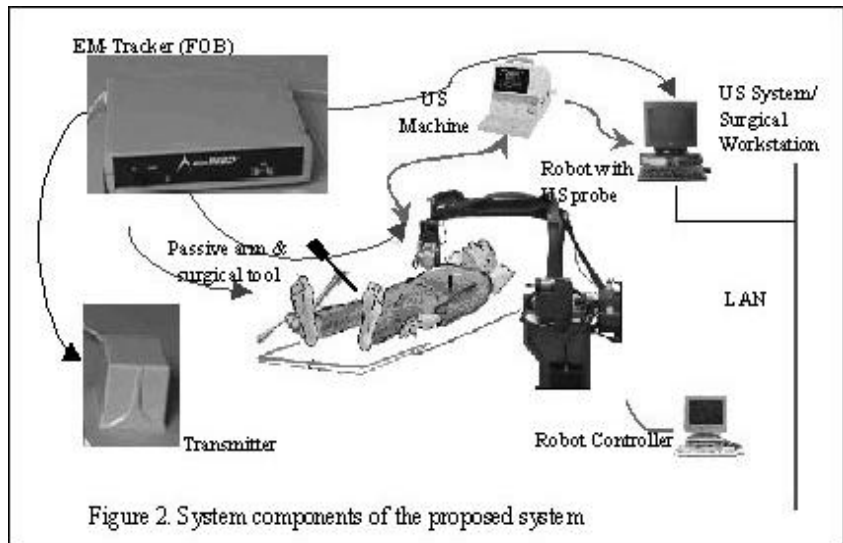 EM-Tracker (FOB)
US
Machine
US System/
Surgical
Workstation
Robot with
US probe
Passive arm &
surgical tool
LAN
Transmitter
Robot Controller
Figure 2. System components of the proposed system